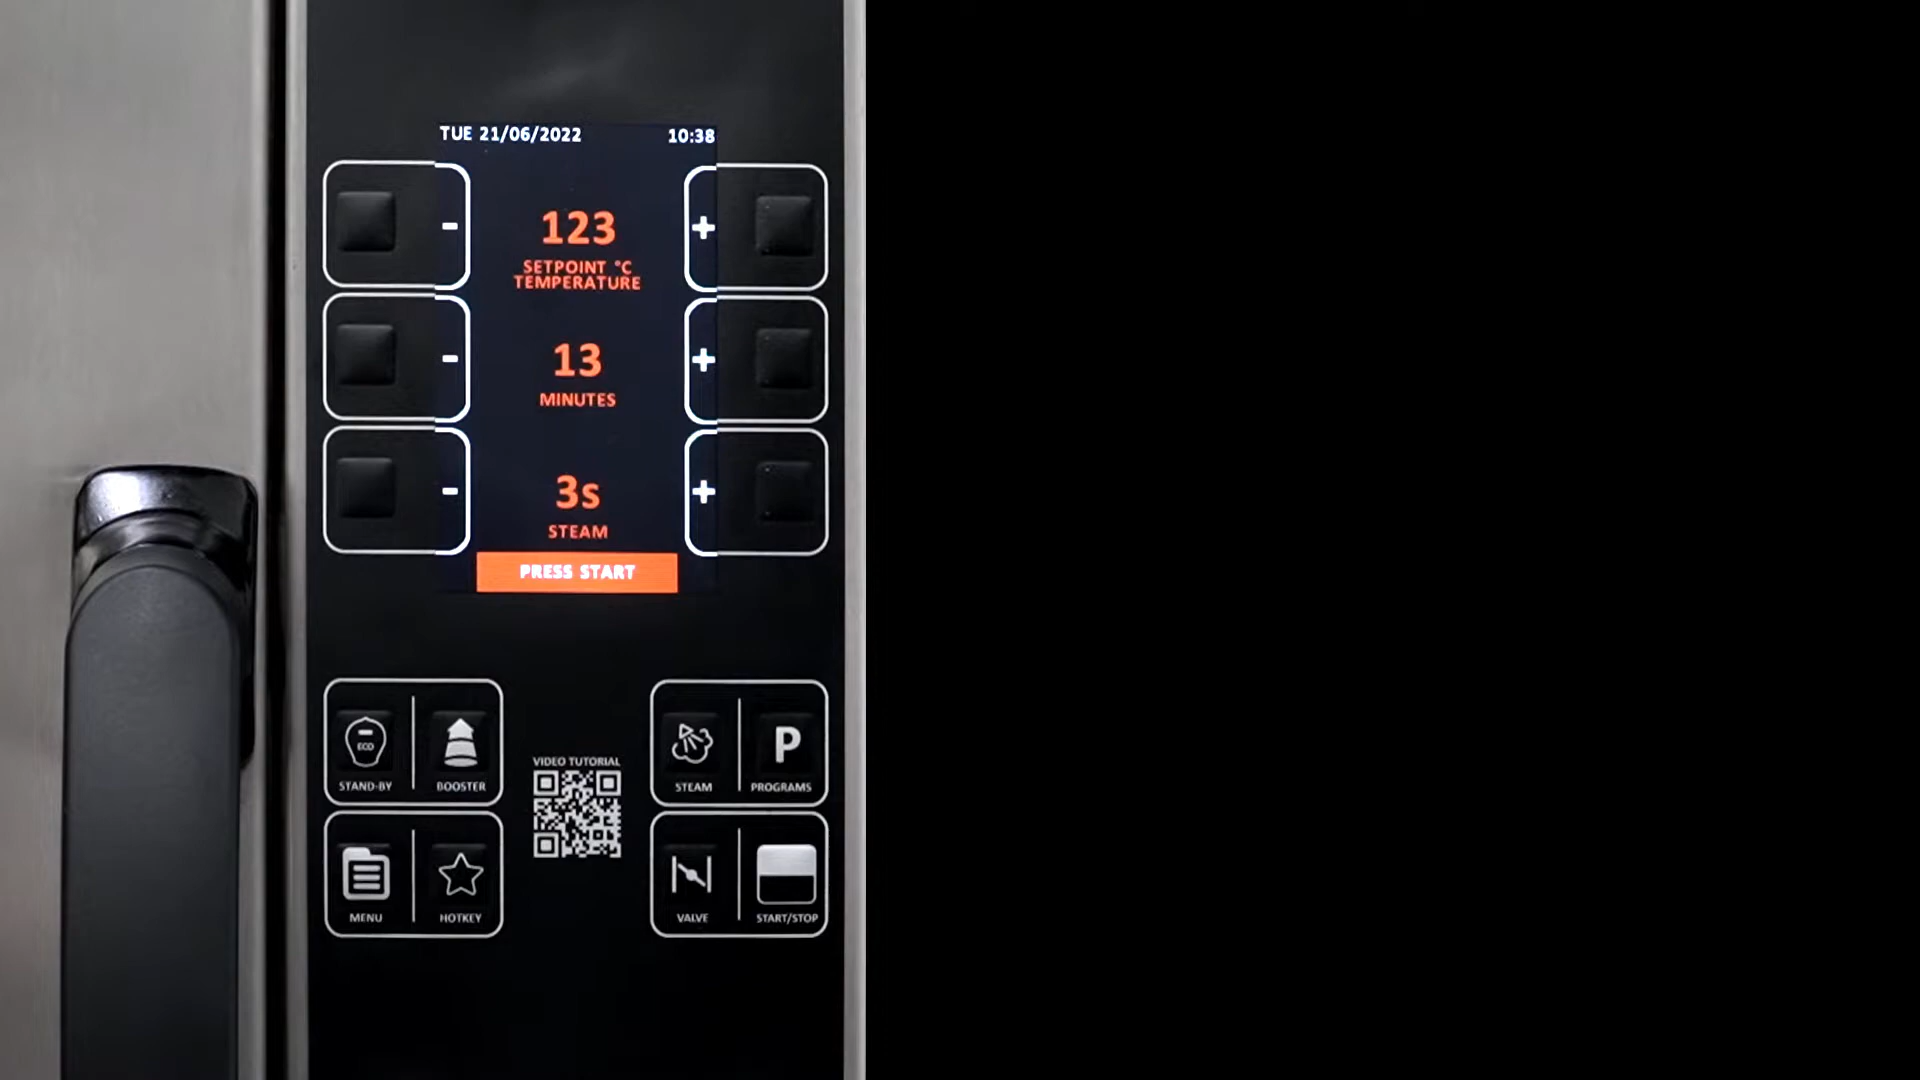 TUE 21/06/2022 10:38
- 123 +
SETPOINT °C
TEMPERATURE
- 13 +
MINUTES
- 3s +
STEAM
PRESS START
ECO
STAND-BY
BOOSTER
VIDEO TUTORIAL
STEAM
P
PROGRAMS
MENU
HOTKEY
VALVE
START/STOP